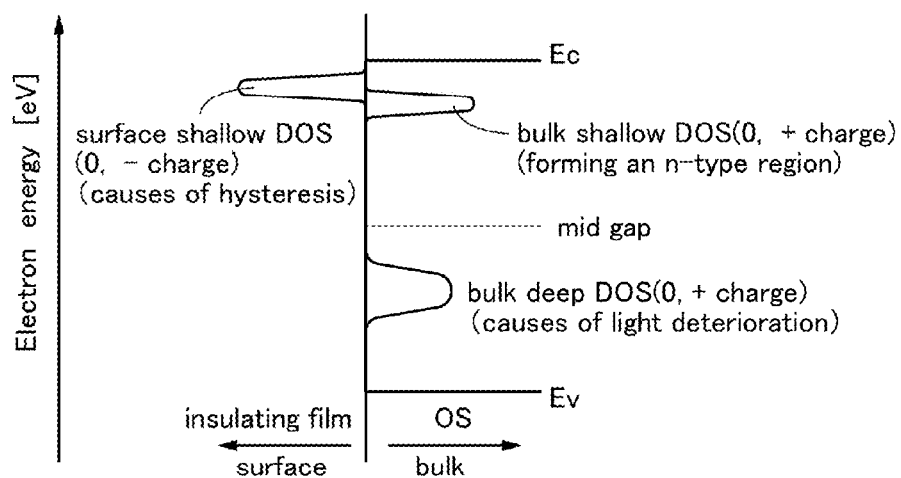 Electron energy [eV]
Ec
surface shallow DOS
(0, − charge)
(causes of hysteresis)
bulk shallow DOS(0, + charge)
(forming an n-type region)
mid gap
bulk deep DOS(0, + charge)
(causes of light deterioration)
Ev
insulating film
OS
surface
bulk